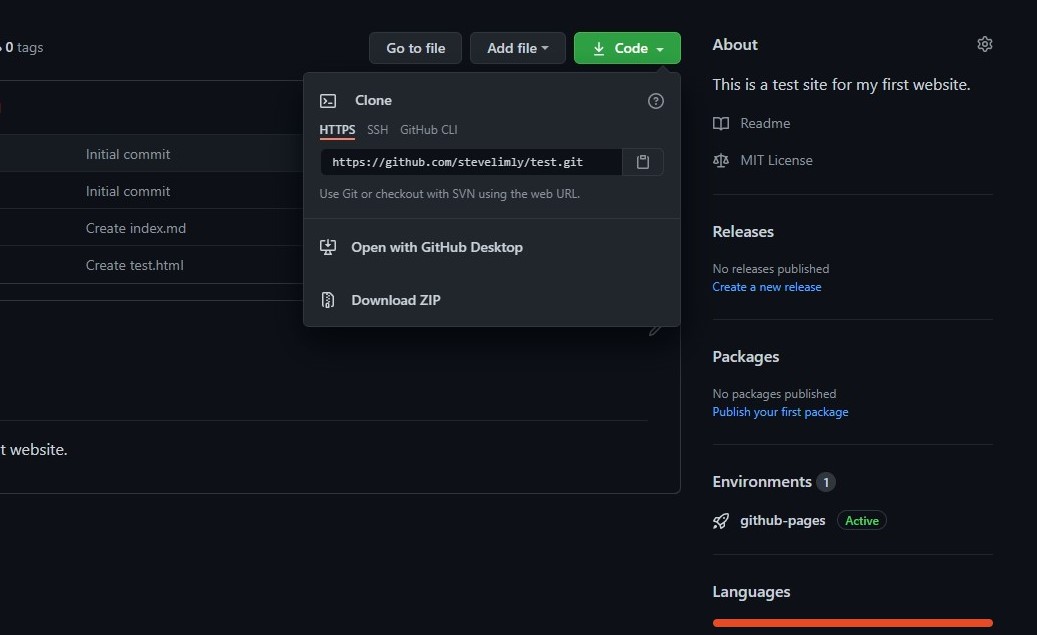 0 tags
Go to file
Add file
Code
Clone
HTTPS SSH GitHub CLI
https://github.com/stevelimly/test.git
Use Git or checkout with SVN using the web URL.
Open with GitHub Desktop
Download ZIP
Initial commit
Initial commit
Create index.md
Create test.html
t website.
About
This is a test site for my first website.
Readme
MIT License
Releases
No releases published
Create a new release
Packages
No packages published
Publish your first package
Environments 1
github-pages Active
Languages